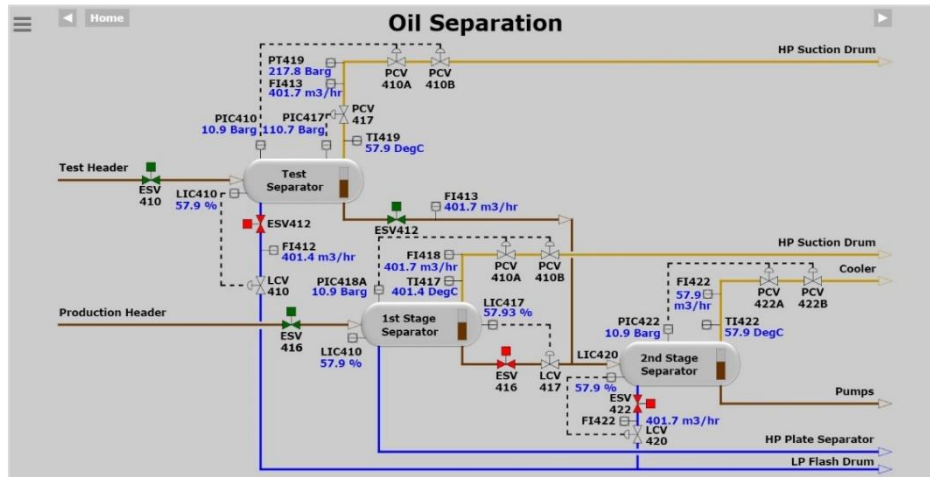 Home
Oil Separation
HP Suction Drum
PT419
217.8 Barg
FI413
401.7 m3/hr
PCV
410A
PCV
410B
PIC410
10.9 Barg
PIC417
110.7 Barg
PCV
417
TI419
57.9 DegC
Test Header
ESV
410
LIC410
57.9 %
Test
Separator
ESV412
FI413
401.7 m3/hr
ESV412
FI412
401.4 m3/hr
LCV
410
HP Suction Drum
FI418
401.7 m3/hr
PCV
410A
PCV
410B
PIC418A
10.9 Barg
TI417
401.4 DegC
Cooler
FI422
57.9
m3/hr
PCV
422A
PCV
422B
Production Header
ESV
416
LIC410
57.9 %
1st Stage
Separator
LIC417
57.93 %
ESV
416
LCV
417
PIC422
10.9 Barg
TI422
57.9 DegC
LIC420
57.9 %
2nd Stage
Separator
Pumps
ESV
422
FI422
401.7 m3/hr
LCV
420
HP Plate Separator
LP Flash Drum